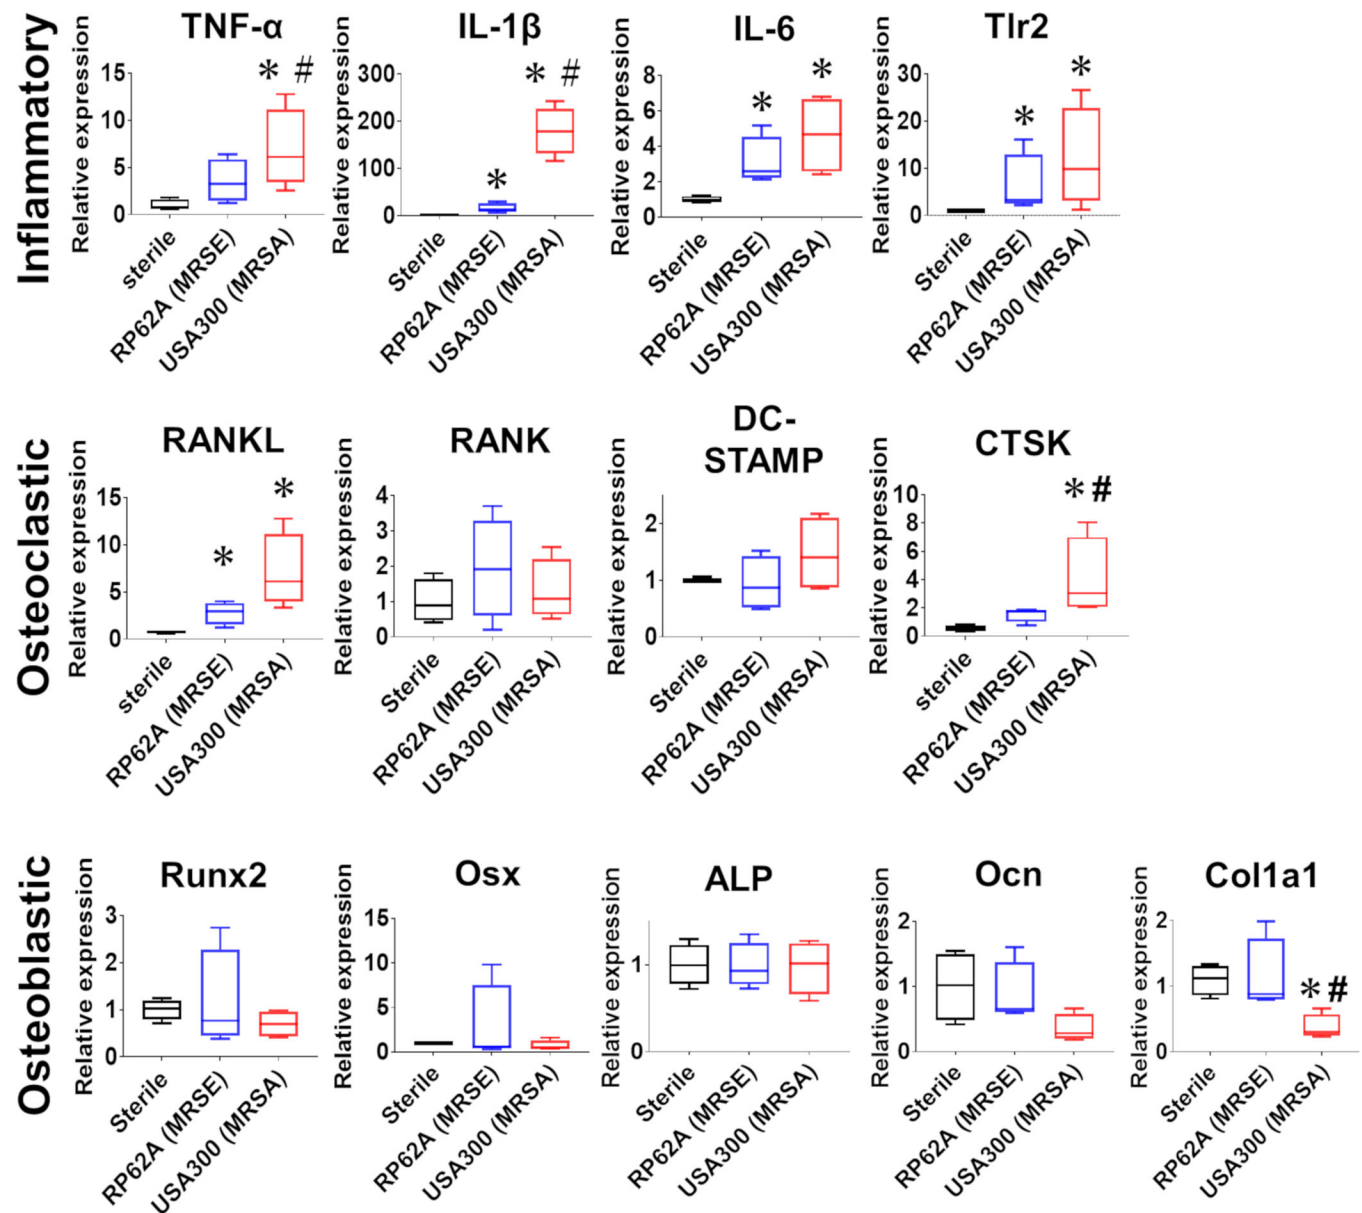 Inflammatory
TNF-α
Relative expression
15
10
5
0
* #
sterile
RP62A (MRSE)
USA300 (MRSA)
IL-1β
Relative expression
300
200
100
0
*
* #
Sterile
RP62A (MRSE)
USA300 (MRSA)
IL-6
Relative expression
8
6
4
2
0
*
*
Sterile
RP62A (MRSE)
USA300 (MRSA)
Tlr2
Relative expression
30
20
10
0
*
*
Sterile
RP62A (MRSE)
USA300 (MRSA)
Osteoclastic
RANKL
Relative expression
15
10
5
0
*
*
sterile
RP62A (MRSE)
USA300 (MRSA)
RANK
Relative expression
4
3
2
1
0
Sterile
RP62A (MRSE)
USA300 (MRSA)
DC-
STAMP
Relative expression
2
1
0
Sterile
RP62A (MRSE)
USA300 (MRSA)
CTSK
Relative expression
10
8
6
4
2
0
* #
sterile
RP62A (MRSE)
USA300 (MRSA)
Osteoblastic
Runx2
Relative expression
3
2
1
0
Sterile
RP62A (MRSE)
USA300 (MRSA)
Osx
Relative expression
15
10
5
0
Sterile
RP62A (MRSE)
USA300 (MRSA)
ALP
Relative expression
1
0
Sterile
RP62A (MRSE)
USA300 (MRSA)
Ocn
Relative expression
2
1
0
Sterile
RP62A (MRSE)
USA300 (MRSA)
Col1a1
Relative expression
2
1
0
* #
Sterile
RP62A (MRSE)
USA300 (MRSA)